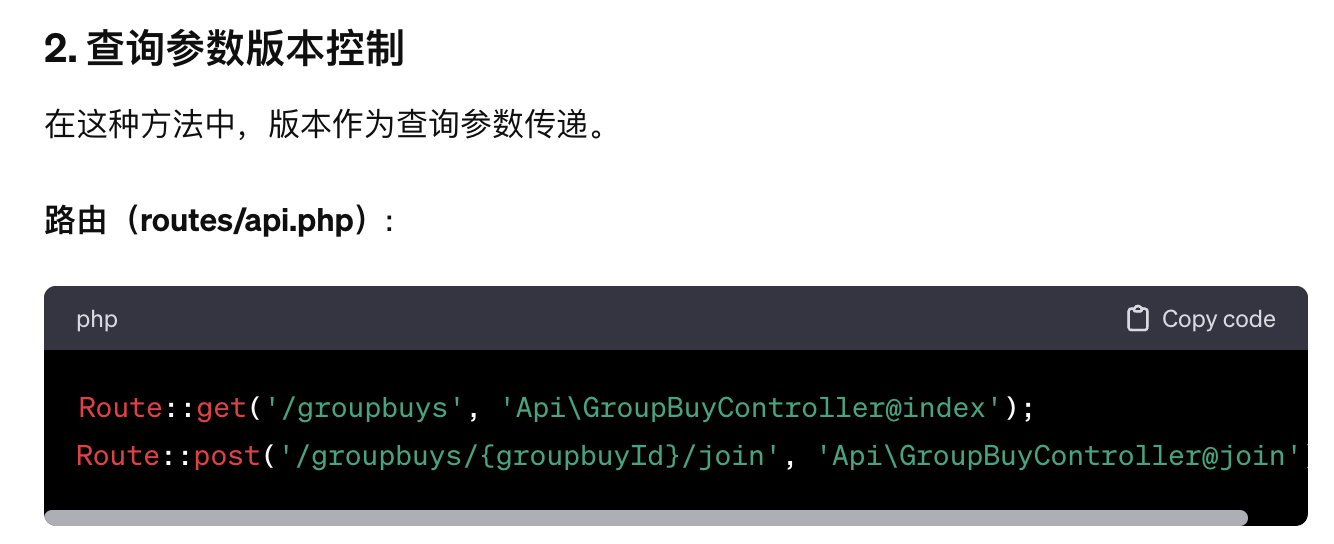 2. 查询参数版本控制
在这种方法中，版本作为查询参数传递。
路由（routes/api.php）:
php
Copy code
Route::get('/groupbuys', 'Api\GroupBuyController@index');
Route::post('/groupbuys/{groupbuyId}/join', 'Api\GroupBuyController@join'